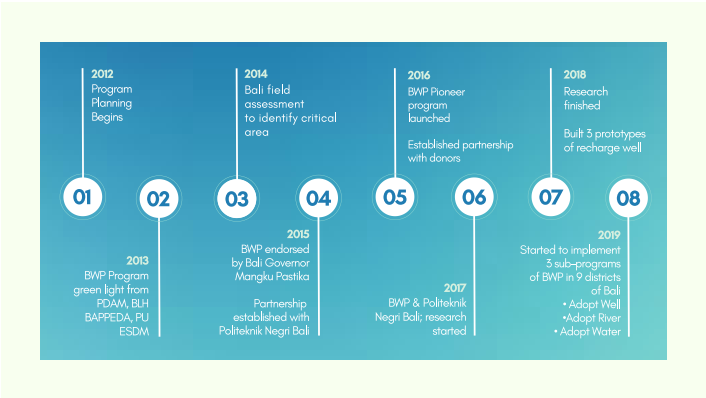 2012
Program
Planning
Begins
01
2013
BWP Program
green light from
PDAM, BLH
BAPPEDA, PU
ESDM
02
2014
Bali field
assessment
to identify critical
area
03
2015
BWP endorsed
by Bali Governor
Mangku Pastika
Partnership
established with
Politeknik Negri Bali
04
2016
BWP Pioneer
program
launched
Established partnership
with donors
05
2017
BWP & Politeknik
Negri Bali; research
started
06
2018
Research
finished
Built 3 prototypes
of recharge well
07
2019
Started to implement
3 sub-programs
of BWP in 9 districts
of Bali
• Adopt Well
•Adopt River
• Adopt Water
08